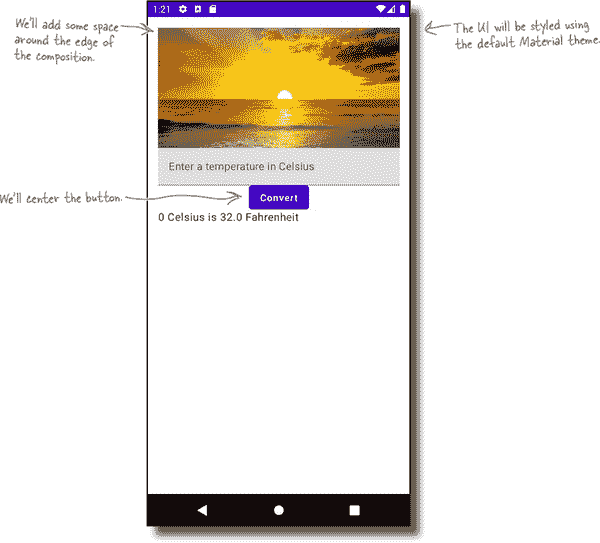 We'll add some space
around the edge of
the composition.
The UI will be styled using
the default Material theme.
1:21
Enter a temperature in Celsius
We'll center the button.
Convert
0 Celsius is 32.0 Fahrenheit